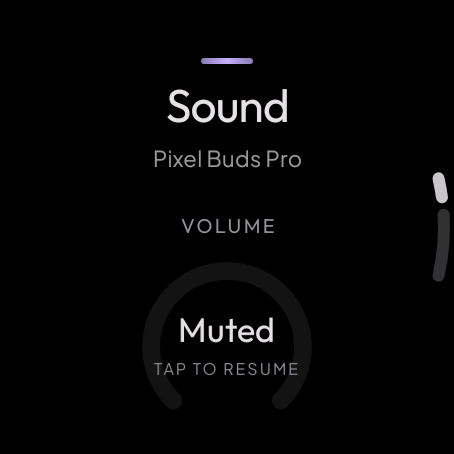 Sound
Pixel Buds Pro
VOLUME
Muted
TAP TO RESUME